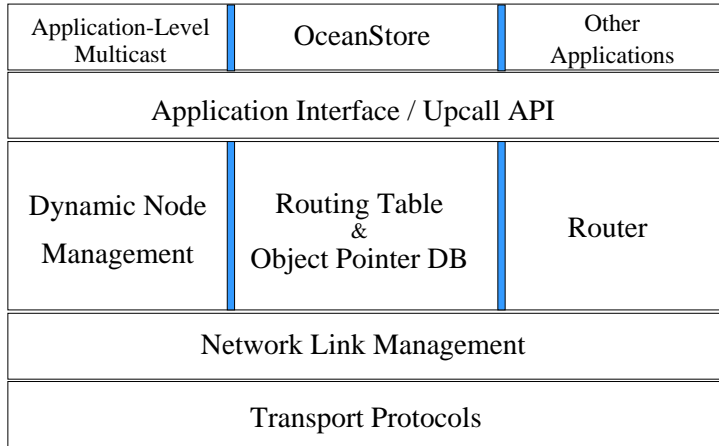 Application-Level
Multicast
OceanStore
Other
Applications
Application Interface / Upcall API
Dynamic Node
Management
Routing Table
&
Object Pointer DB
Router
Network Link Management
Transport Protocols